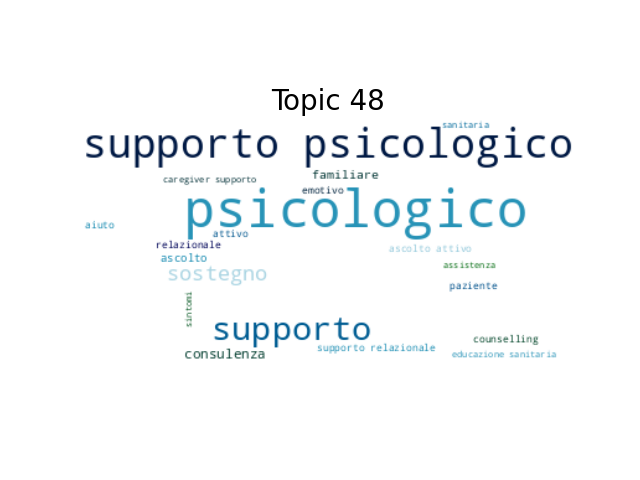 Topic 48
sanitaria
supporto psicologico
familiare
caregiver supporto
emotivo
psicologico
aiuto
attivo
relazionale
ascolto attivo
ascolto
assistenza
sostegno
paziente
sintomi
supporto
counselling
supporto relazionale
consulenza
educazione sanitaria